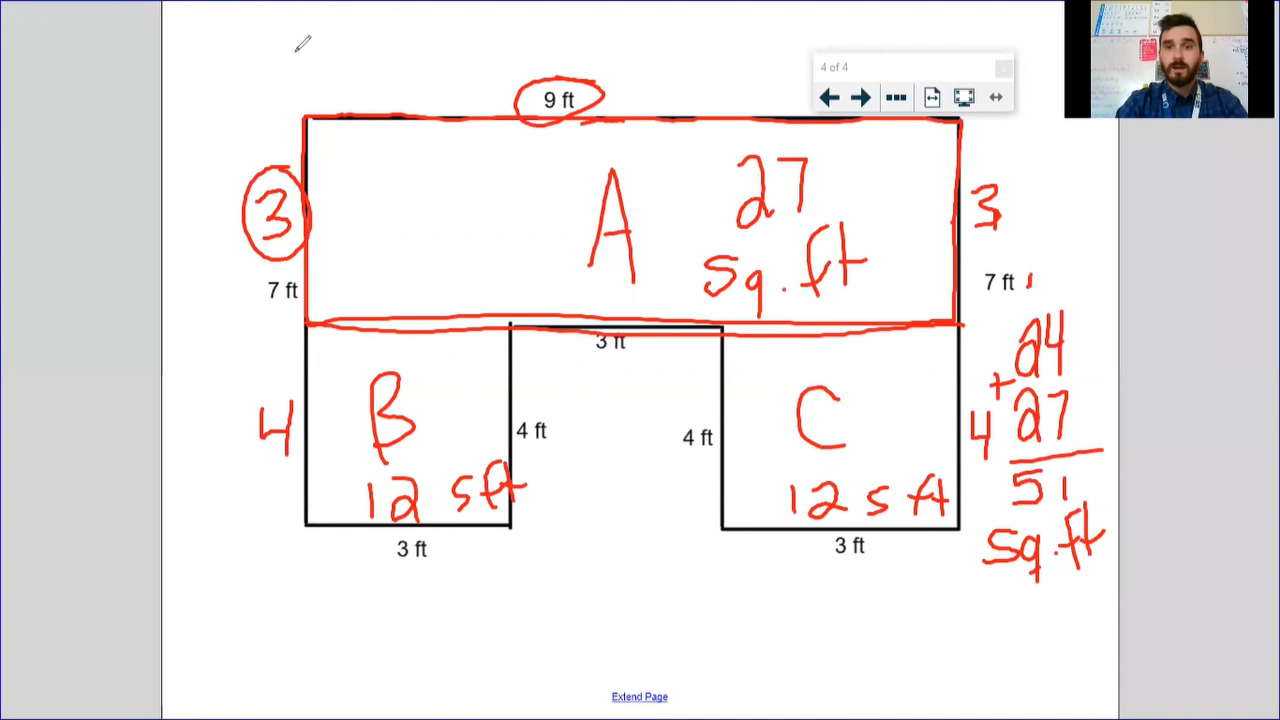 4 of 4
9 ft
3
A
27
sq. ft
3
7 ft
7 ft
3 ft
24
+ 27
51
sq. ft
4
B
12 sft
4 ft
4 ft
C
12 s ft
4
3 ft
3 ft
Extend Page